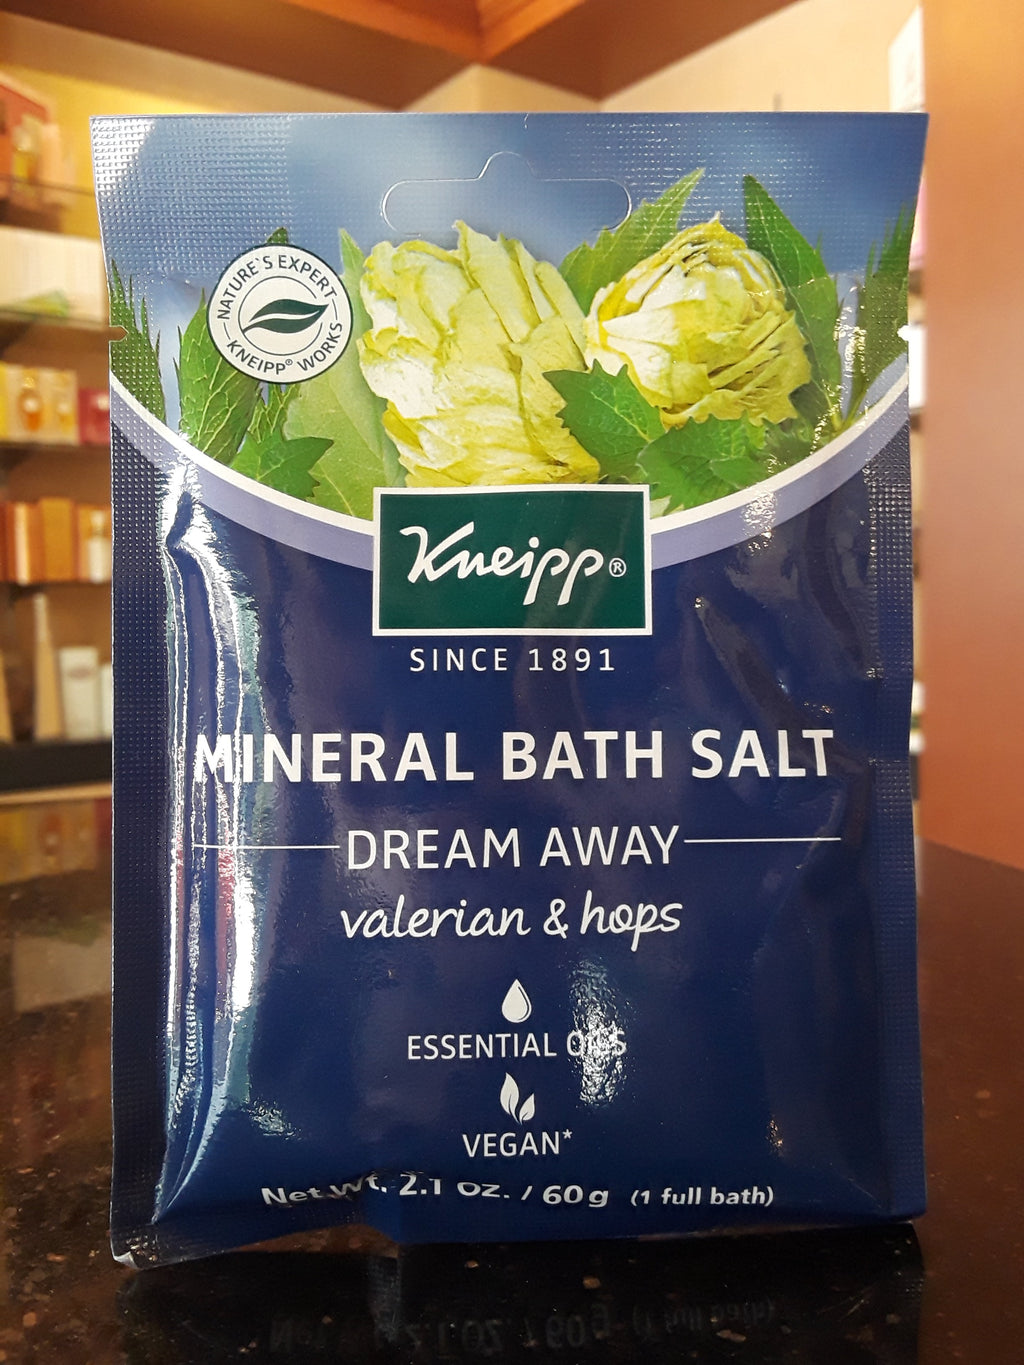 NATURE'S EXPERT
KNEIPP® WORKS
Kneipp®
SINCE 1891
MINERAL BATH SALT
DREAM AWAY
valerian & hops
ESSENTIAL OILS
VEGAN*
Net.wt. 2.1 oz. / 60g (1 full bath)